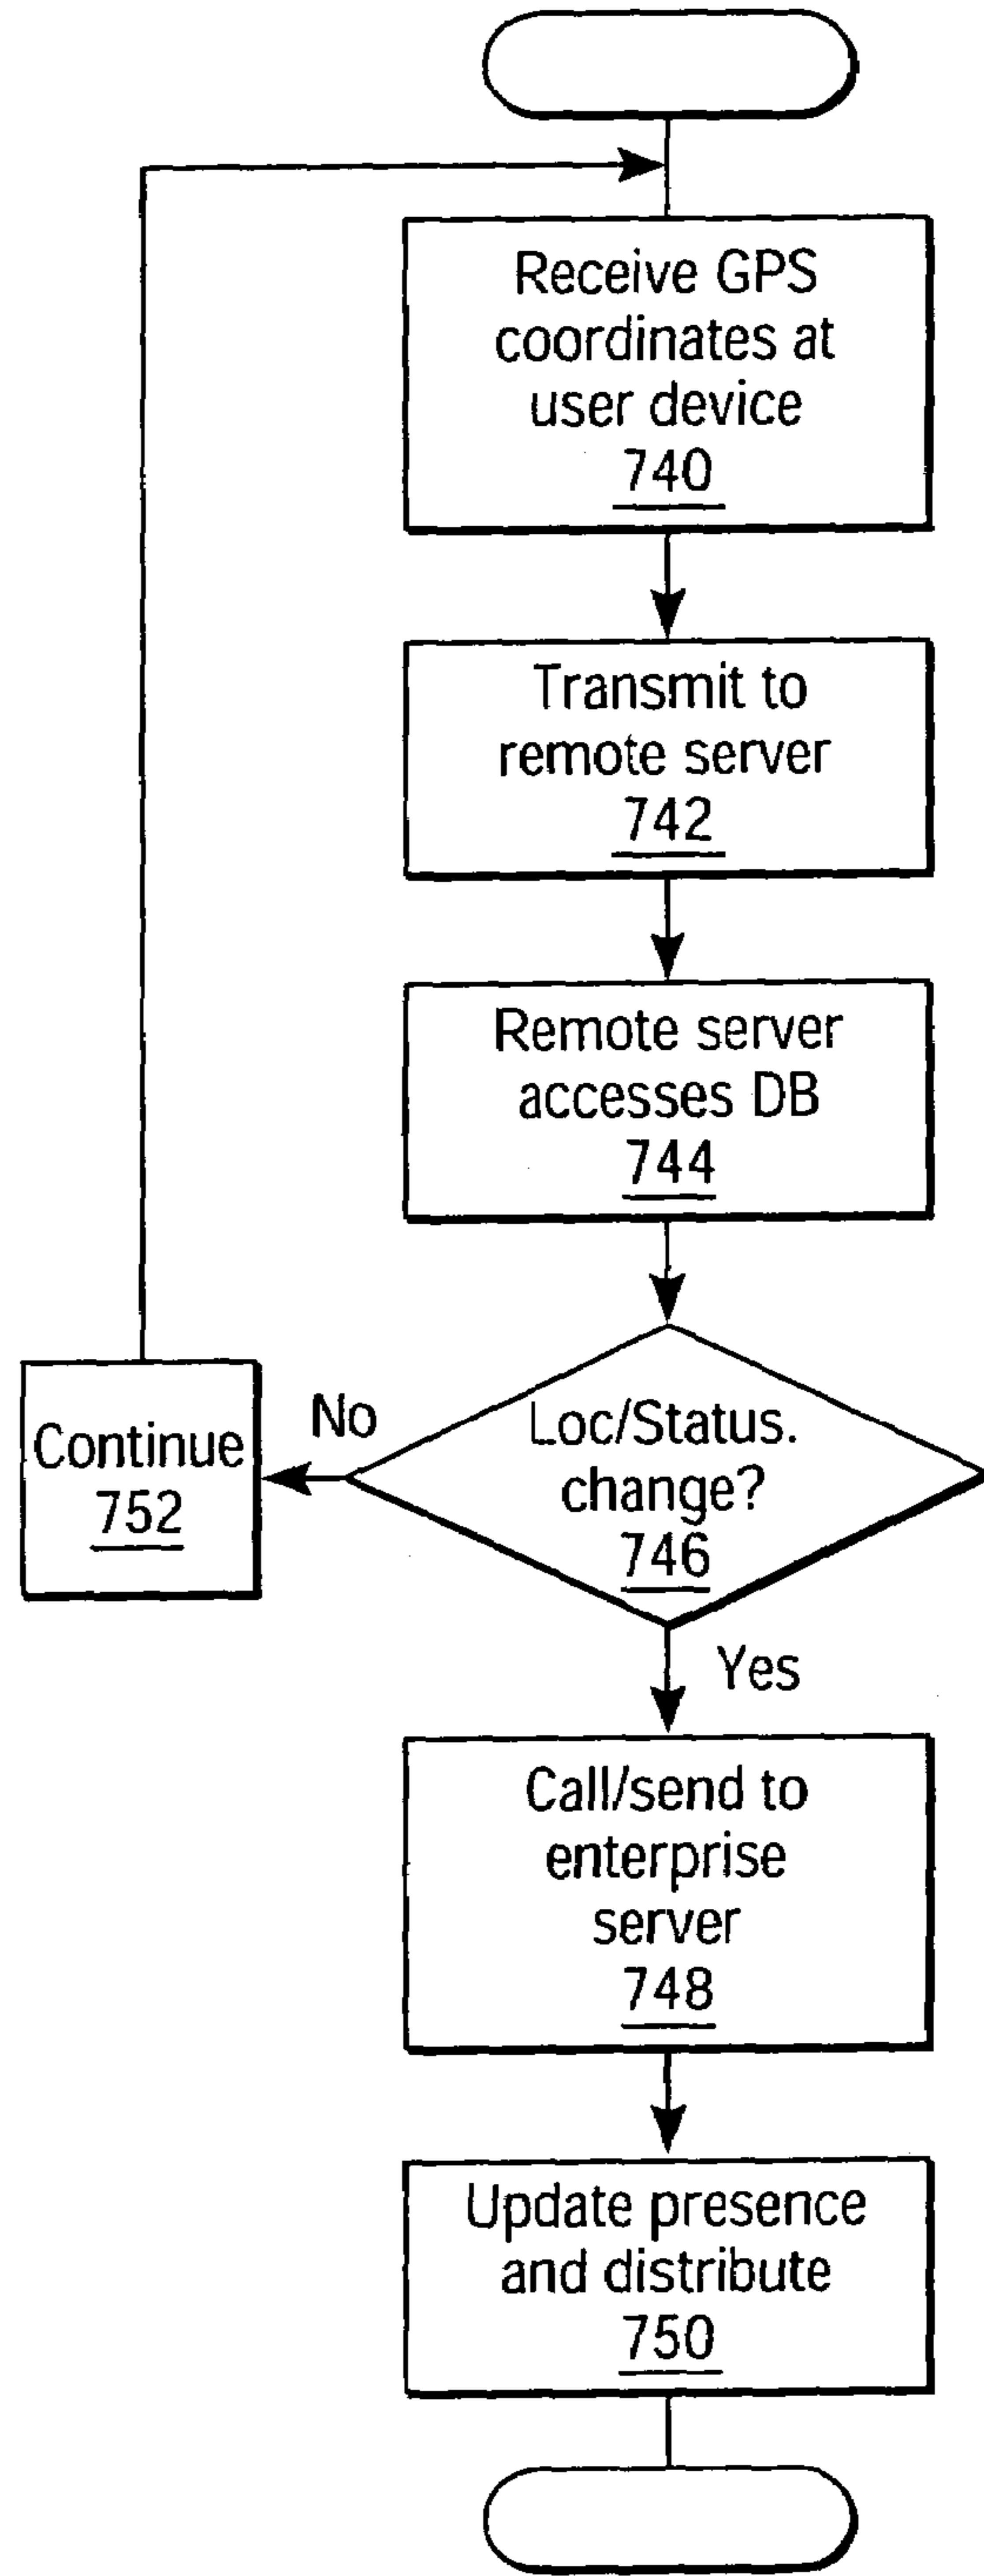 Receive GPS
coordinates at
user device
740
Transmit to
remote server
742
Remote server
accesses DB
744
Loc/Status.
change?
746
No
Continue
752
Yes
Call/send to
enterprise
server
748
Update presence
and distribute
750